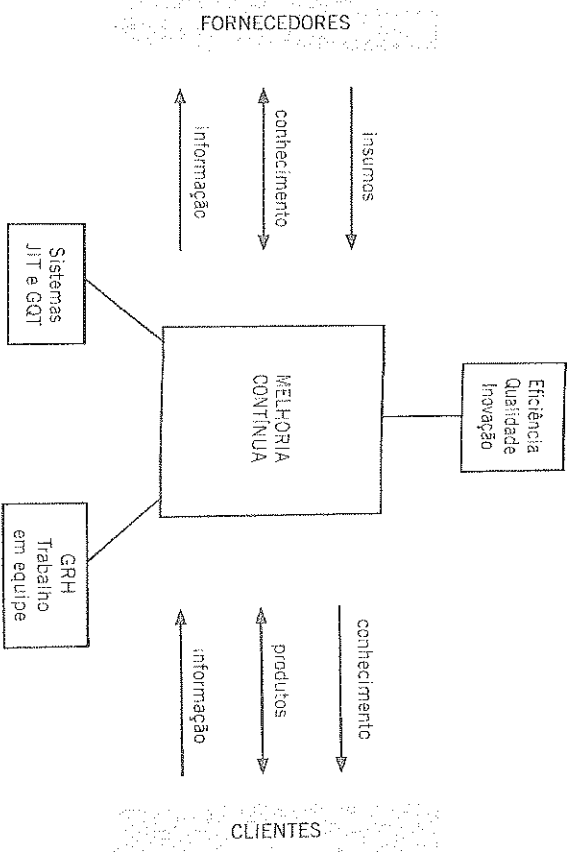 FORNECEDORES
insumos
conhecimento
informação
Eficiência
Qualidade
Inovação
MELHORIA
CONTÍNUA
Sistemas
JIT e GQT
GRH
Trabalho
em equipe
conhecimento
produtos
informação
CLIENTES